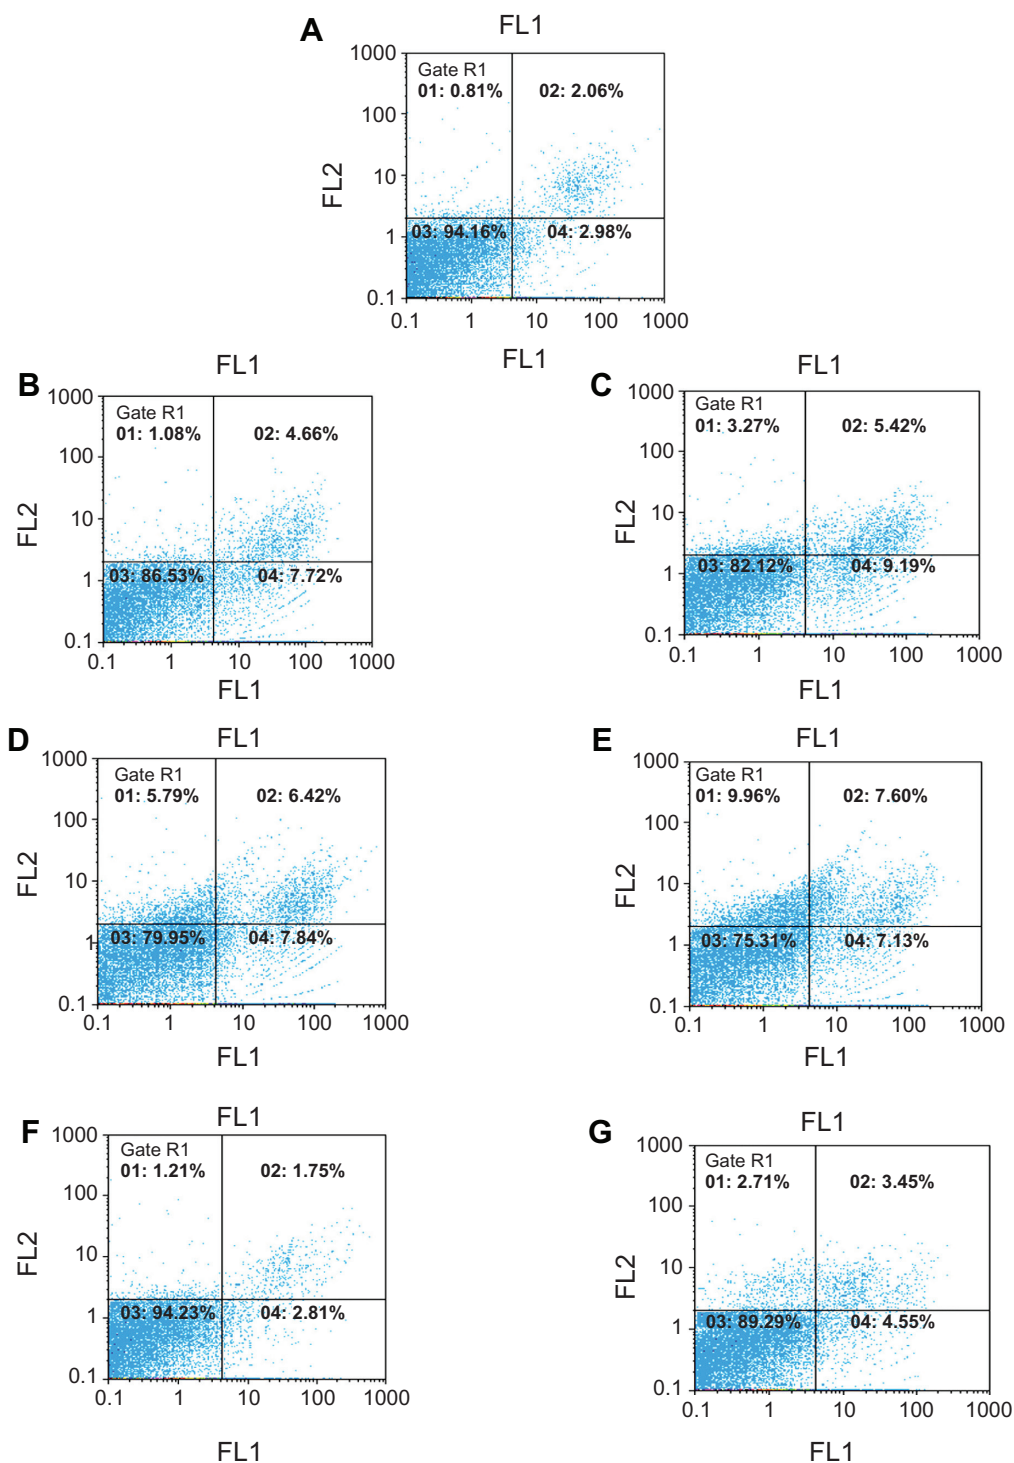 A
FL1
1000
Gate R1
01: 0.81%
02: 2.06%
100
FL2
10
03: 94.16%
04: 2.98%
1
0.1
0.1 1 10 100 1000
FL1
B
FL1
1000
Gate R1
01: 1.08%
02: 4.66%
100
FL2
10
03: 86.53%
04: 7.72%
1
0.1
0.1 1 10 100 1000
FL1
C
FL1
1000
Gate R1
01: 3.27%
02: 5.42%
100
FL2
10
03: 82.12%
04: 9.19%
1
0.1
0.1 1 10 100 1000
FL1
D
FL1
1000
Gate R1
01: 5.79%
02: 6.42%
100
FL2
10
03: 79.95%
04: 7.84%
1
0.1
0.1 1 10 100 1000
FL1
E
FL1
1000
Gate R1
01: 9.96%
02: 7.60%
100
FL2
10
03: 75.31%
04: 7.13%
1
0.1
0.1 1 10 100 1000
FL1
F
FL1
1000
Gate R1
01: 1.21%
02: 1.75%
100
FL2
10
03: 94.23%
04: 2.81%
1
0.1
0.1 1 10 100 1000
FL1
G
FL1
1000
Gate R1
01: 2.71%
02: 3.45%
100
FL2
10
03: 89.29%
04: 4.55%
1
0.1
0.1 1 10 100 1000
FL1